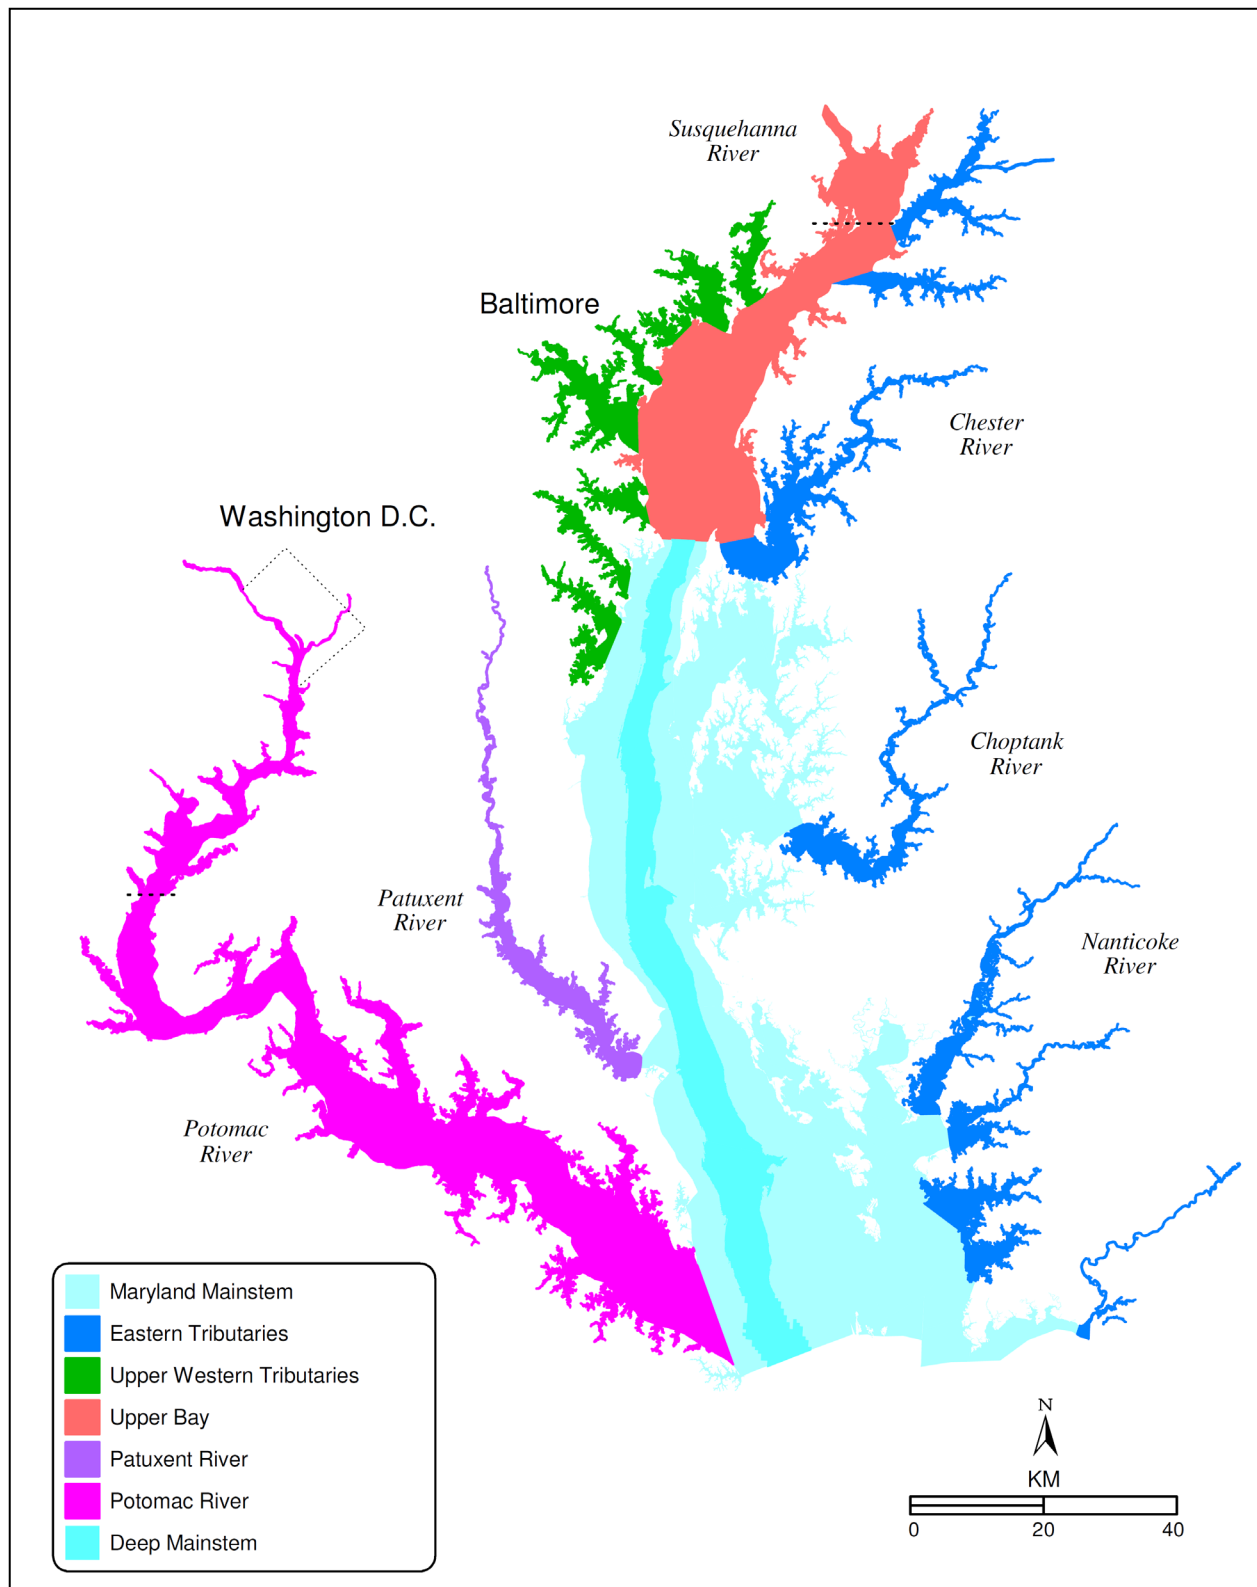 Susquehanna
River
Baltimore
Chester
River
Washington D.C.
Choptank
River
Patuxent
River
Nanticoke
River
Potomac
River
Maryland Mainstem
Eastern Tributaries
Upper Western Tributaries
Upper Bay
Patuxent River
Potomac River
Deep Mainstem
N
KM
0 20 40